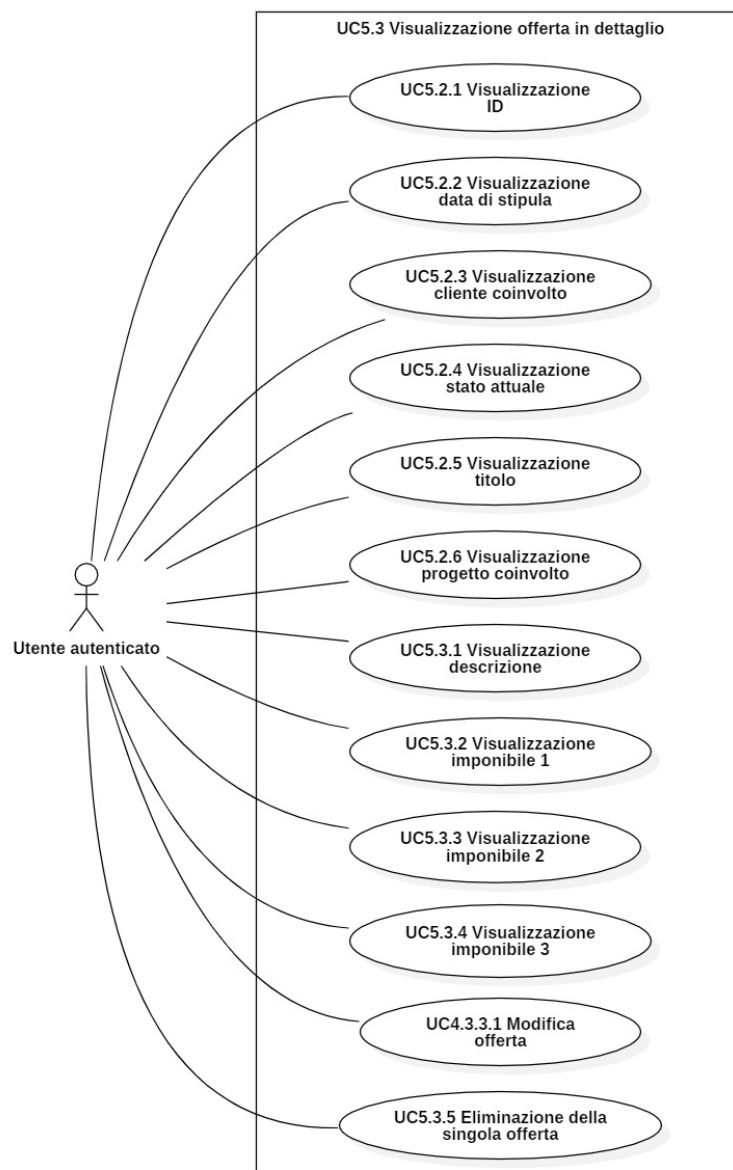 UC5.3 Visualizzazione offerta in dettaglio
UC5.2.1 Visualizzazione
ID
UC5.2.2 Visualizzazione
data di stipula
UC5.2.3 Visualizzazione
cliente coinvolto
UC5.2.4 Visualizzazione
stato attuale
UC5.2.5 Visualizzazione
titolo
UC5.2.6 Visualizzazione
progetto coinvolto
Utente autenticato
UC5.3.1 Visualizzazione
descrizione
UC5.3.2 Visualizzazione
imponibile 1
UC5.3.3 Visualizzazione
imponibile 2
UC5.3.4 Visualizzazione
imponibile 3
UC4.3.3.1 Modifica
offerta
UC5.3.5 Eliminazione della
singola offerta